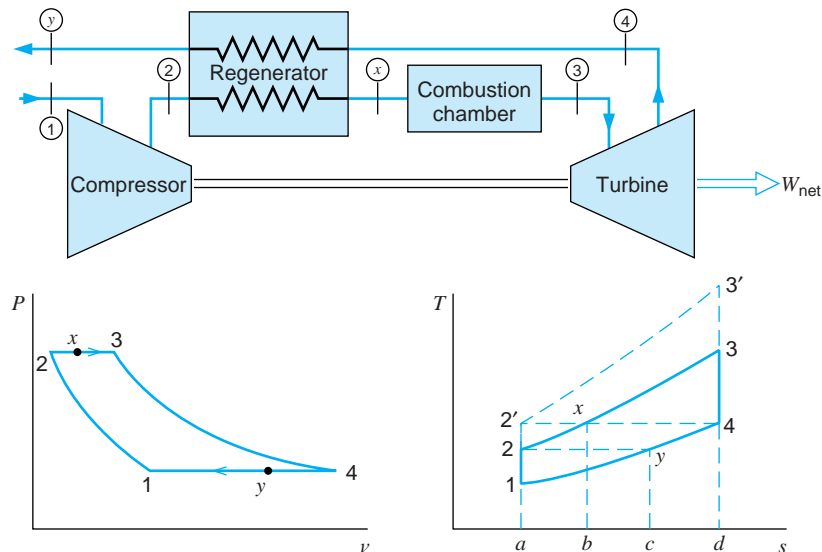 y
4
2
Regenerator
x
3
Combustion
chamber
1
Compressor
Turbine
Wnet
P
x
3
2
1
y
4
v
T
3′
3
2′
x
2
4
y
1
a
b
c
d
s